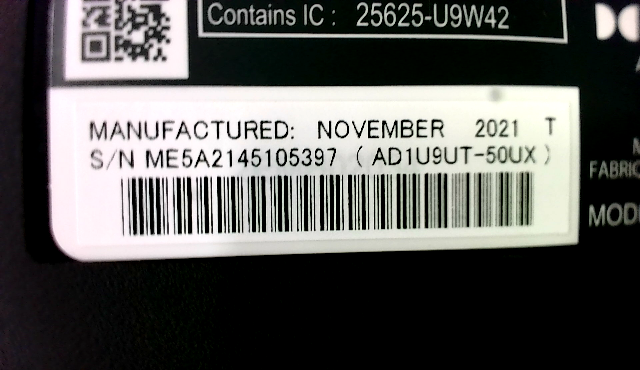 Contains IC : 25625-U9W42
MANUFACTURED: NOVEMBER 2021 T
S/N ME5A2145105397 ( AD1U9UT-50UX )